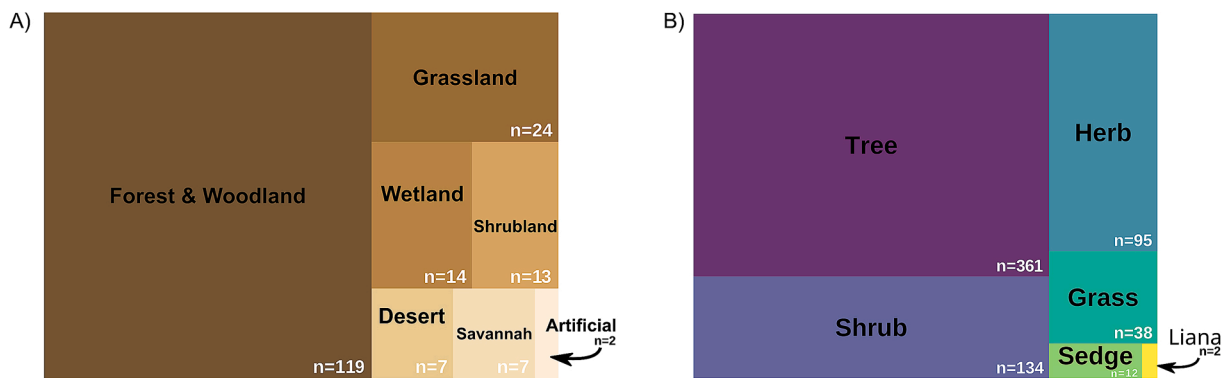 A)
Forest & Woodland
n=119
Grassland
n=24
Wetland
n=14
Shrubland
n=13
Desert
n=7
Savannah
n=7
Artificial
n=2
B)
Tree
n=361
Shrub
n=134
Herb
n=95
Grass
n=38
Sedge
n=12
Liana
n=2